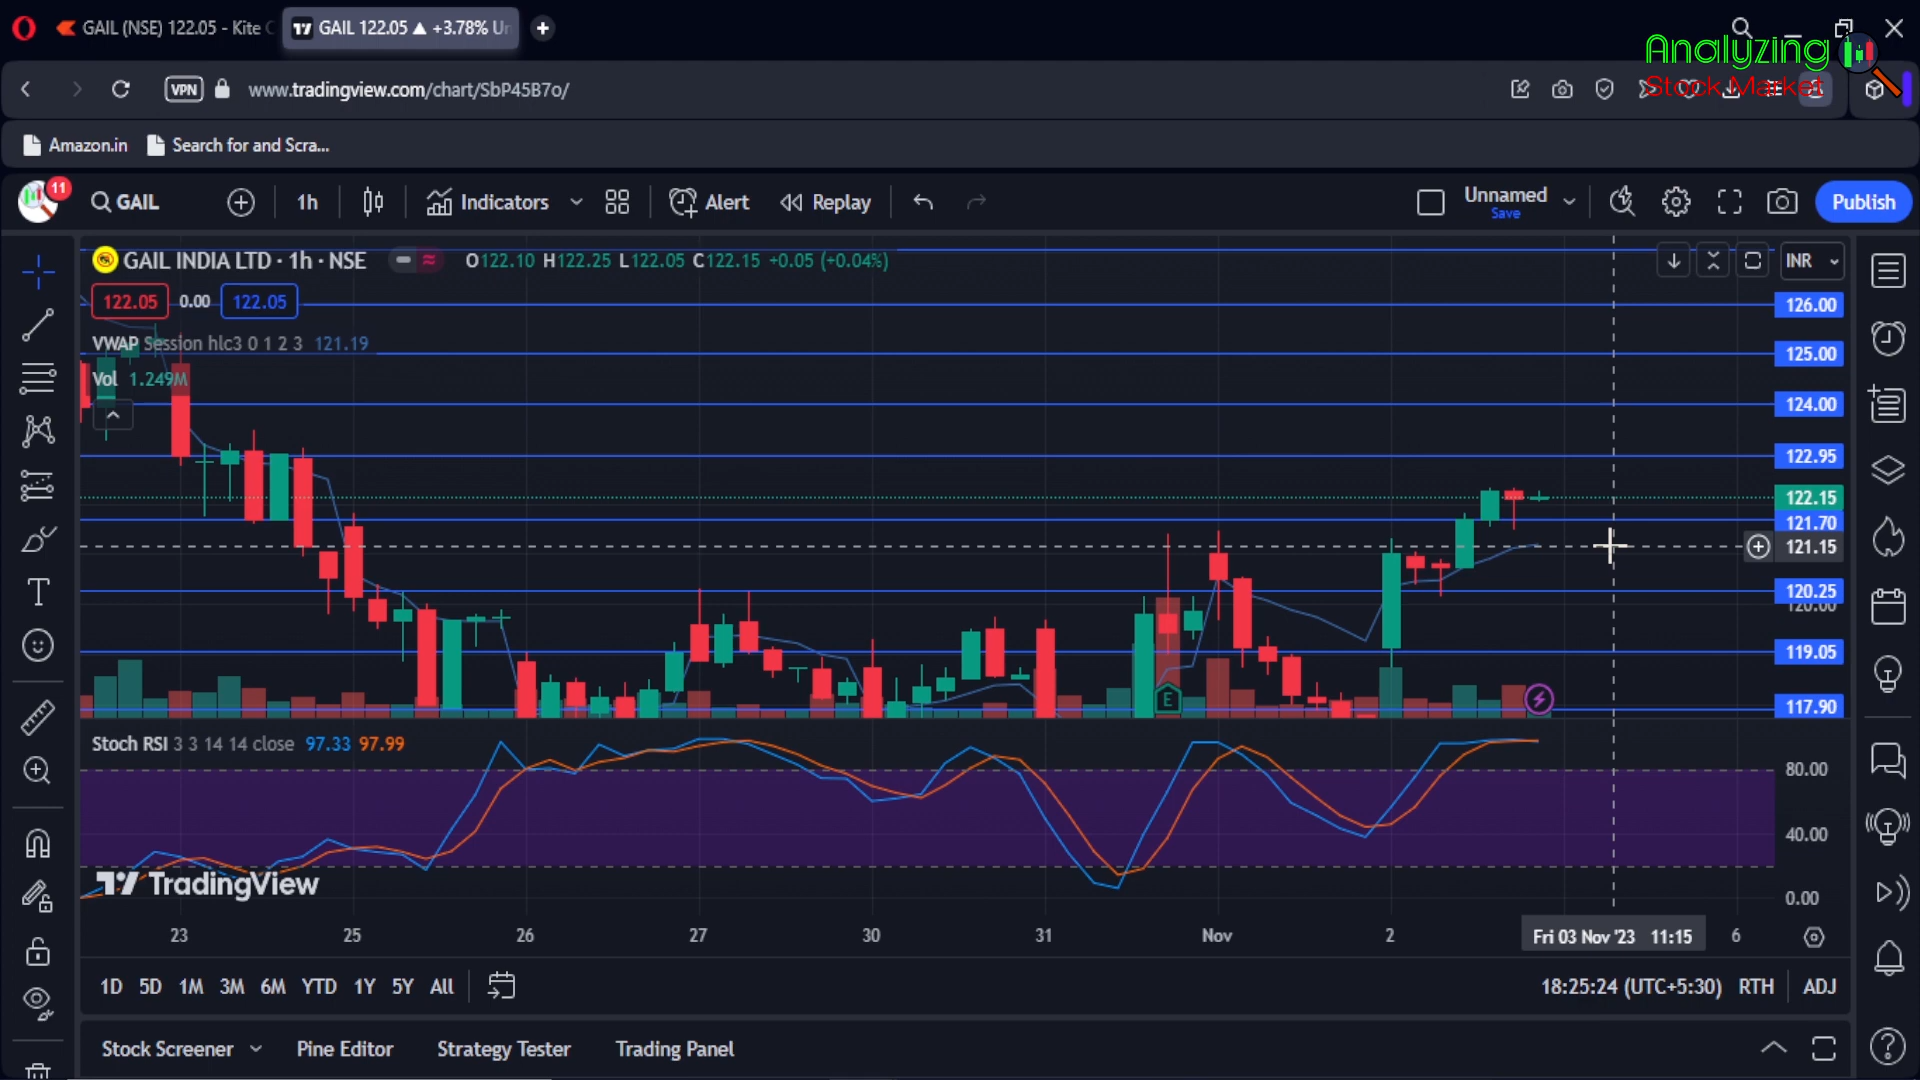 GAIL (NSE) 122.05 - Kite
GAIL 122.05 ▲ +3.78%
Analyzing
Stock Market
VPN
www.tradingview.com/chart/SbP45B7o/
Amazon.in
Search for and Scra...
11
GAIL
1h
Indicators
Alert
Replay
Unnamed
Save
Publish
GAIL INDIA LTD · 1h · NSE
O122.10 H122.25 L122.05 C122.15 +0.05 (+0.04%)
INR
122.05
0.00
122.05
126.00
VWAP Session hlc3 0 1 2 3 121.19
125.00
Vol 1.249M
124.00
122.95
122.15
121.70
121.15
120.25
120.00
119.05
E
117.90
Stoch RSI 3 3 14 14 close 97.33 97.99
80.00
40.00
TradingView
0.00
23 25 26 27 30 31 Nov 2 Fri 03 Nov '23 11:15 6
1D 5D 1M 3M 6M YTD 1Y 5Y All
18:25:24 (UTC+5:30) RTH ADJ
Stock Screener
Pine Editor
Strategy Tester
Trading Panel